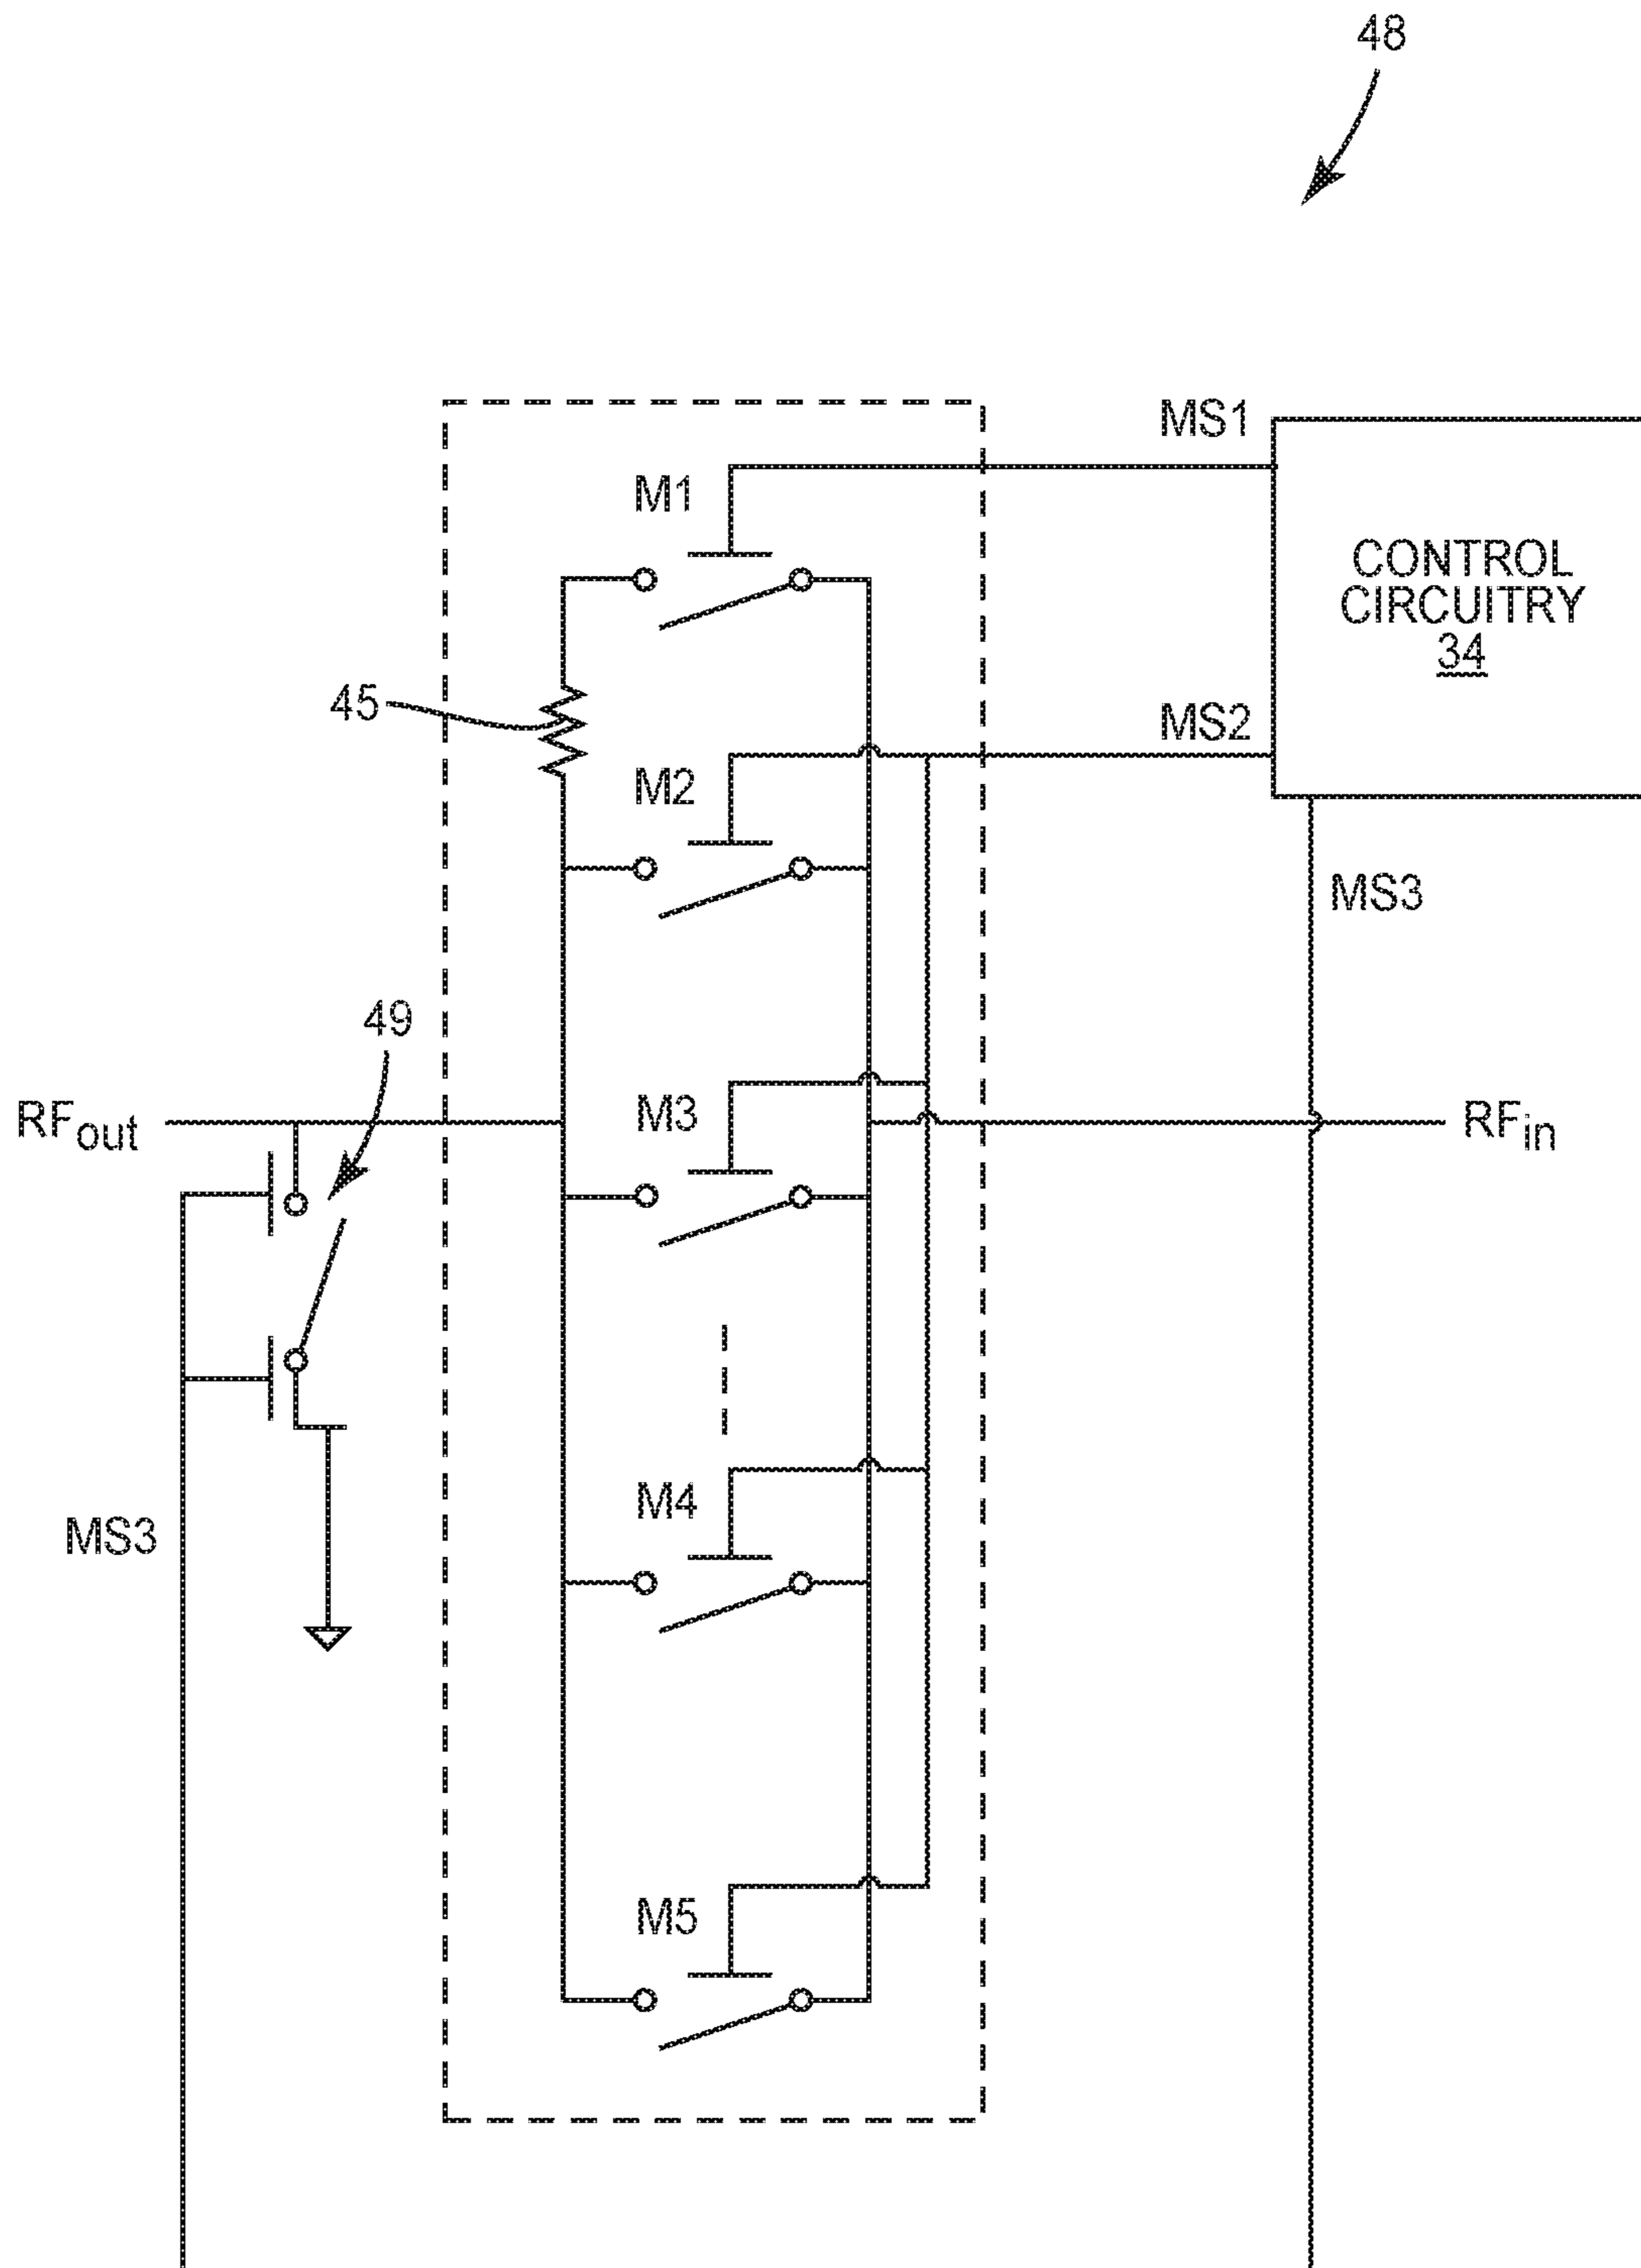 48
MS1
M1
CONTROL
CIRCUITRY
34
45
MS2
M2
MS3
49
RFout
M3
RFin
M4
MS3
M5